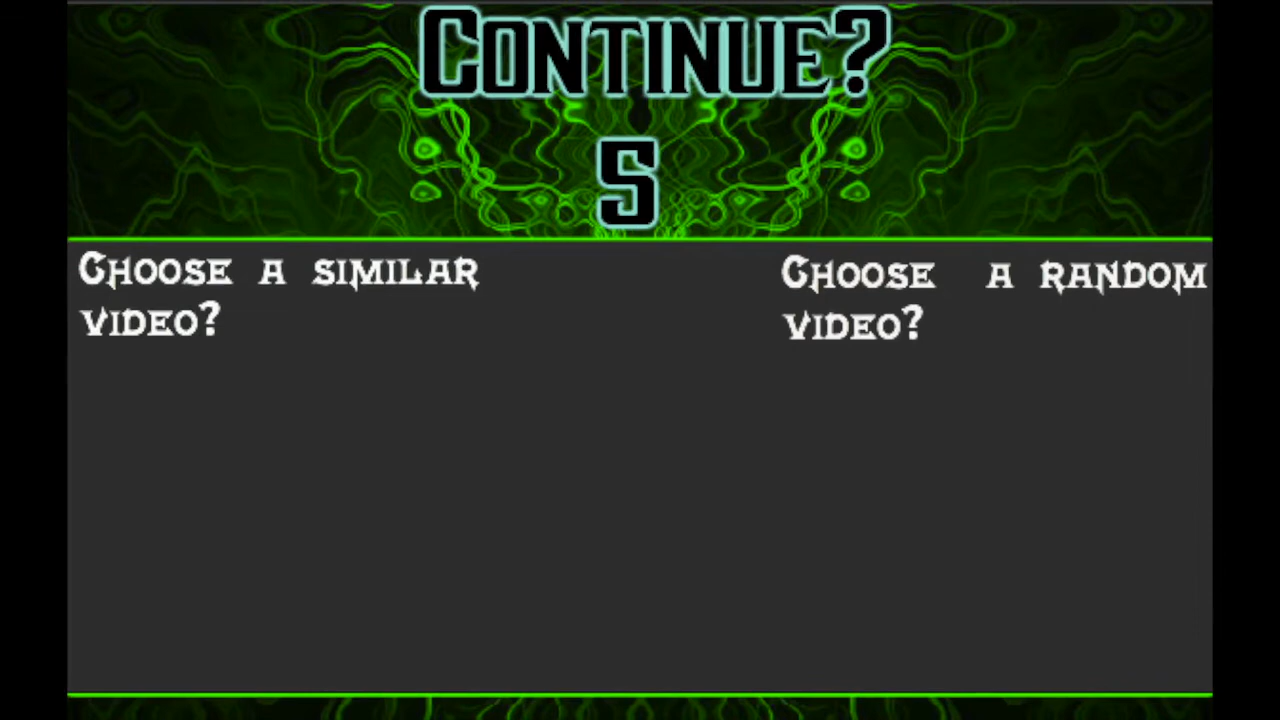 Continue?
5
Choose a similar
video?
Choose a random
video?